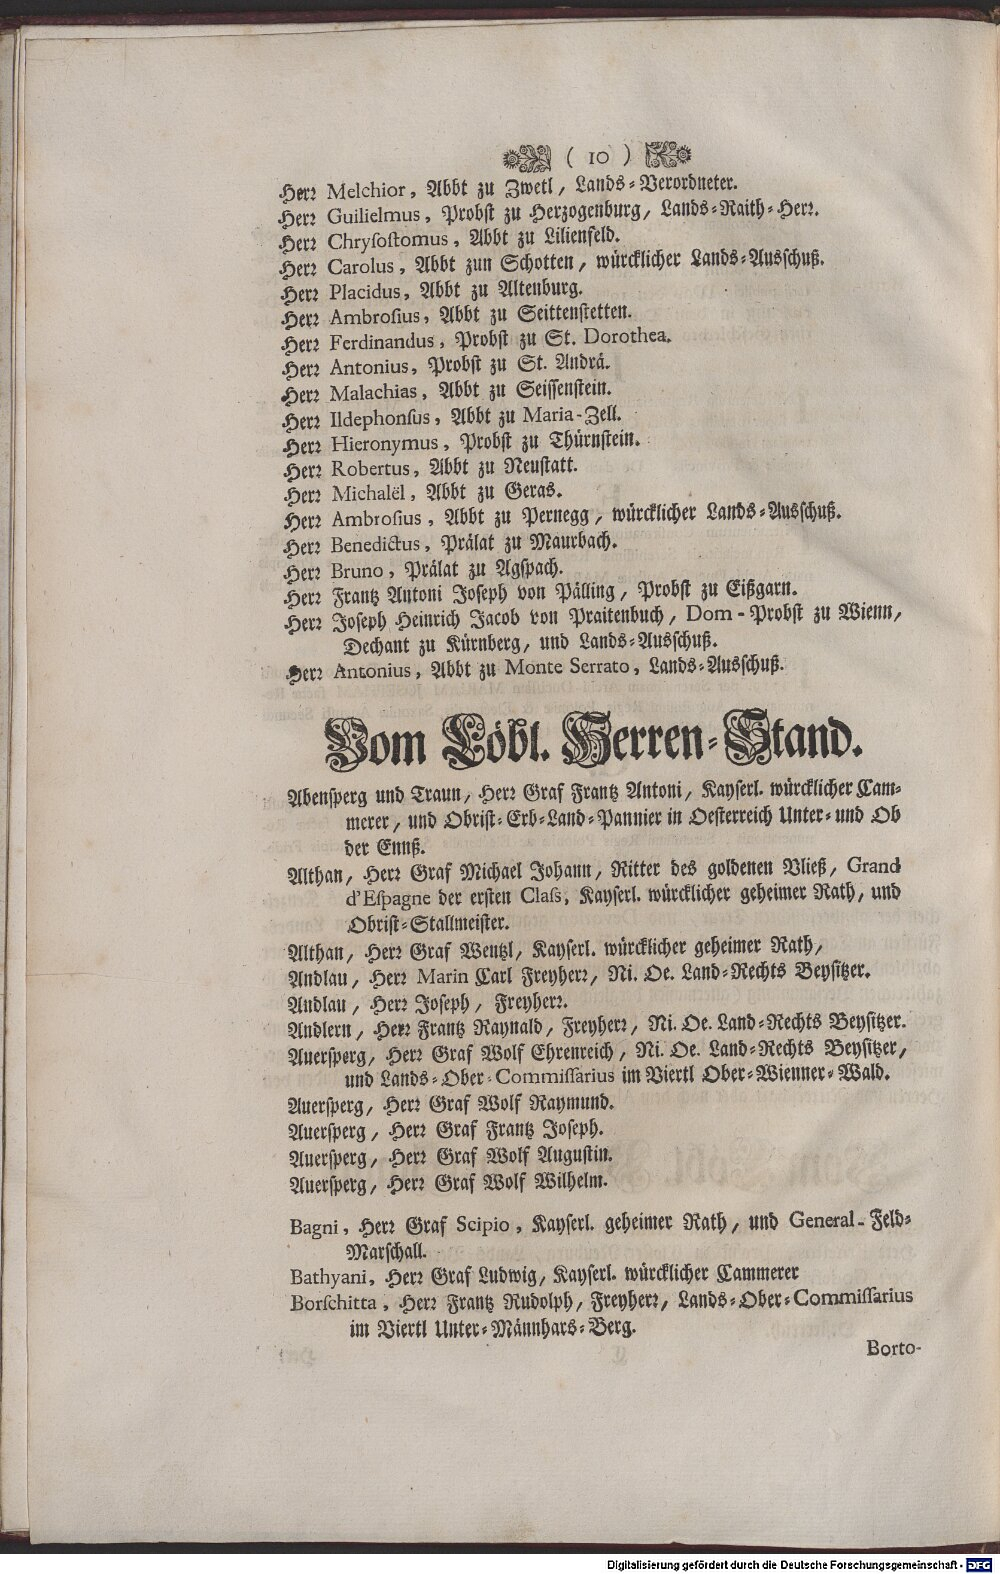 ( 10 )
Herr Melchior, Abbt zu Zwetl, Lands-Verordneter.
Herr Guilielmus, Probst zu Herzogenburg, Lands-Raith-Herr.
Herr Chrysostomus, Abbt zu Lilienfeld.
Herr Carolus, Abbt zun Schotten, würcklicher Lands-Ausschuß.
Herr Placidus, Abbt zu Altenburg.
Herr Ambrosius, Abbt zu Seittenstetten.
Herr Ferdinandus, Probst zu St. Dorothea.
Herr Antonius, Probst zu St. Andrä.
Herr Malachias, Abbt zu Seissenstein.
Herr Ildephonsus, Abbt zu Maria-Zell.
Herr Hieronymus, Probst zu Thürnstein.
Herr Robertus, Abbt zu Neustatt.
Herr Michaël, Abbt zu Geras.
Herr Ambrosius, Abbt zu Pernegg, würcklicher Lands-Ausschuß.
Herr Benedictus, Prälat zu Maurbach.
Herr Bruno, Prälat zu Agspach.
Herr Frantz Antoni Joseph von Pälling, Probst zu Eißgarn.
Herr Joseph Heinrich Jacob von Praitenbuch, Dom-Probst zu Wienn,
Dechant zu Kürnberg, und Lands-Ausschuß.
Herr Antonius, Abbt zu Monte Serrato, Lands-Ausschuß.
Vom Löbl. Herren-Stand.
Abensperg und Traun, Herr Graf Frantz Antoni, Kayserl. würcklicher Cam-
merer, und Obrist-Erb-Land-Pannier in Oesterreich Unter- und Ob
der Ennß.
Althan, Herr Graf Michael Johann, Ritter des goldenen Vließ, Grand
d'Espagne der ersten Class, Kayserl. würcklicher geheimer Rath, und
Obrist-Stallmeister.
Althan, Herr Graf Wentzl, Kayserl. würcklicher geheimer Rath,
Andlau, Herr Marin Carl Freyherr, Ni. Oe. Land-Rechts Beysitzer.
Andlau, Herr Joseph, Freyherr.
Andlern, Herr Frantz Raynald, Freyherr, Ni. Oe. Land-Rechts Beysitzer.
Auersperg, Herr Graf Wolf Ehrenreich, Ni. Oe. Land-Rechts Beysitzer,
und Lands-Ober-Commissarius im Viertl Ober-Wienner-Wald.
Auersperg, Herr Graf Wolf Raymund.
Auersperg, Herr Graf Frantz Joseph.
Auersperg, Herr Graf Wolf Augustin.
Auersperg, Herr Graf Wolf Wilhelm.
Bagni, Herr Graf Scipio, Kayserl. geheimer Rath, und General-Feld-
Marschall.
Bathyani, Herr Graf Ludwig, Kayserl. würcklicher Cammerer
Borschitta, Herr Frantz Rudolph, Freyherr, Lands-Ober-Commissarius
im Viertl Unter-Männhars-Berg.
Borto-
Digitalisierung gefördert durch die Deutsche Forschungsgemeinschaft - DFG